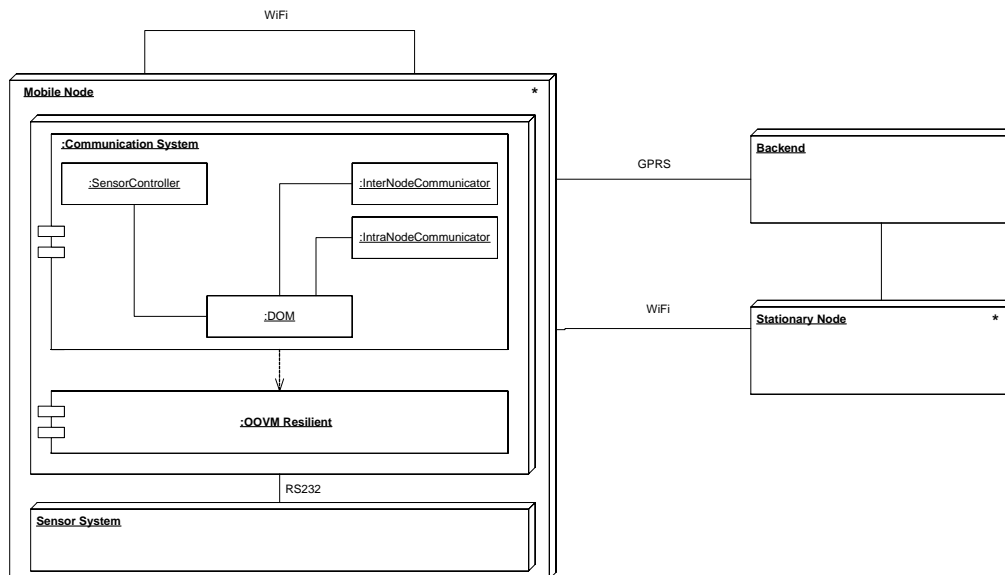 WiFi
Mobile Node
*
:Communication System
:SensorController
:InterNodeCommunicator
:IntraNodeCommunicator
:DOM
:OOVM Resilient
RS232
Sensor System
GPRS
Backend
WiFi
Stationary Node
*